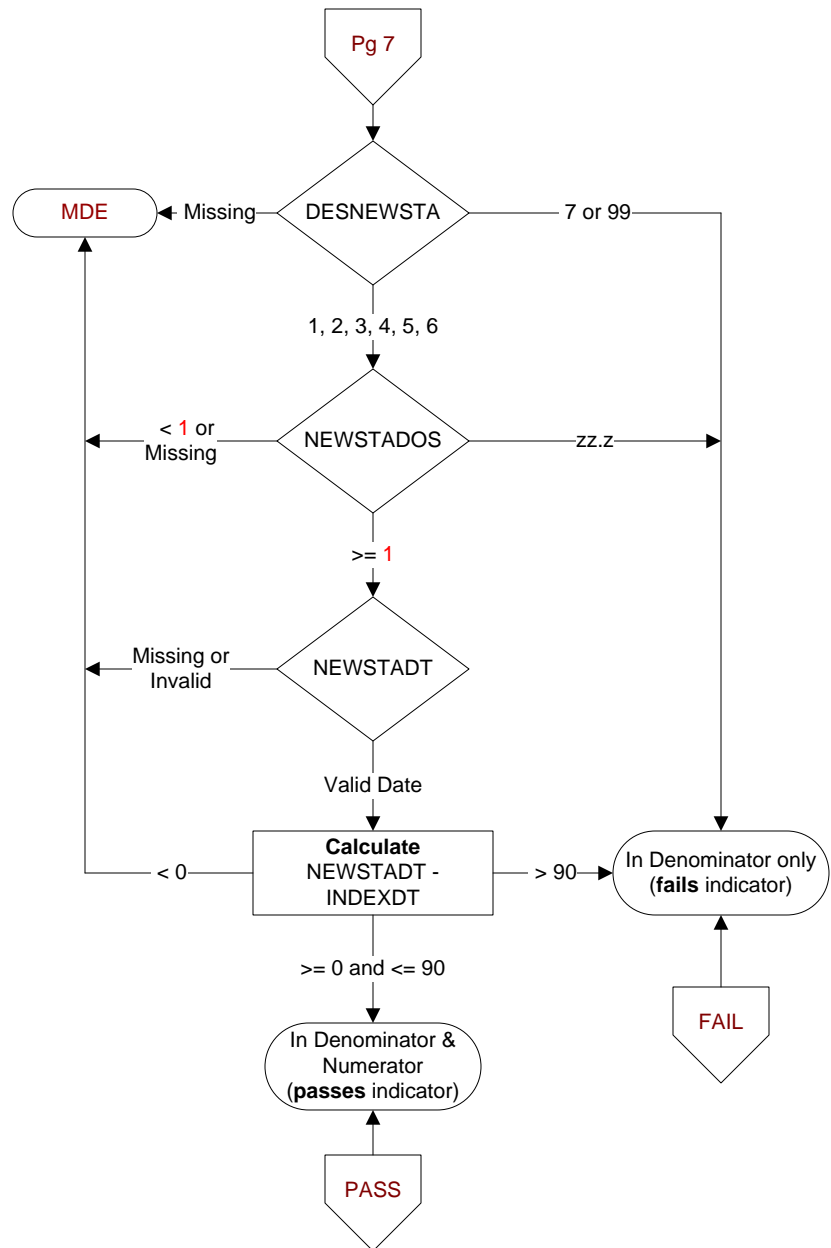 Pg 7
MDE
Missing
DESNEWSTA
7 or 99
1, 2, 3, 4, 5, 6
< 1 or
Missing
NEWSTADOS
zz.z
>= 1
Missing or
Invalid
NEWSTADT
Valid Date
< 0
Calculate
NEWSTADT -
INDEXDT
> 90
In Denominator only
(fails indicator)
>= 0 and <= 90
FAIL
In Denominator &
Numerator
(passes indicator)
PASS